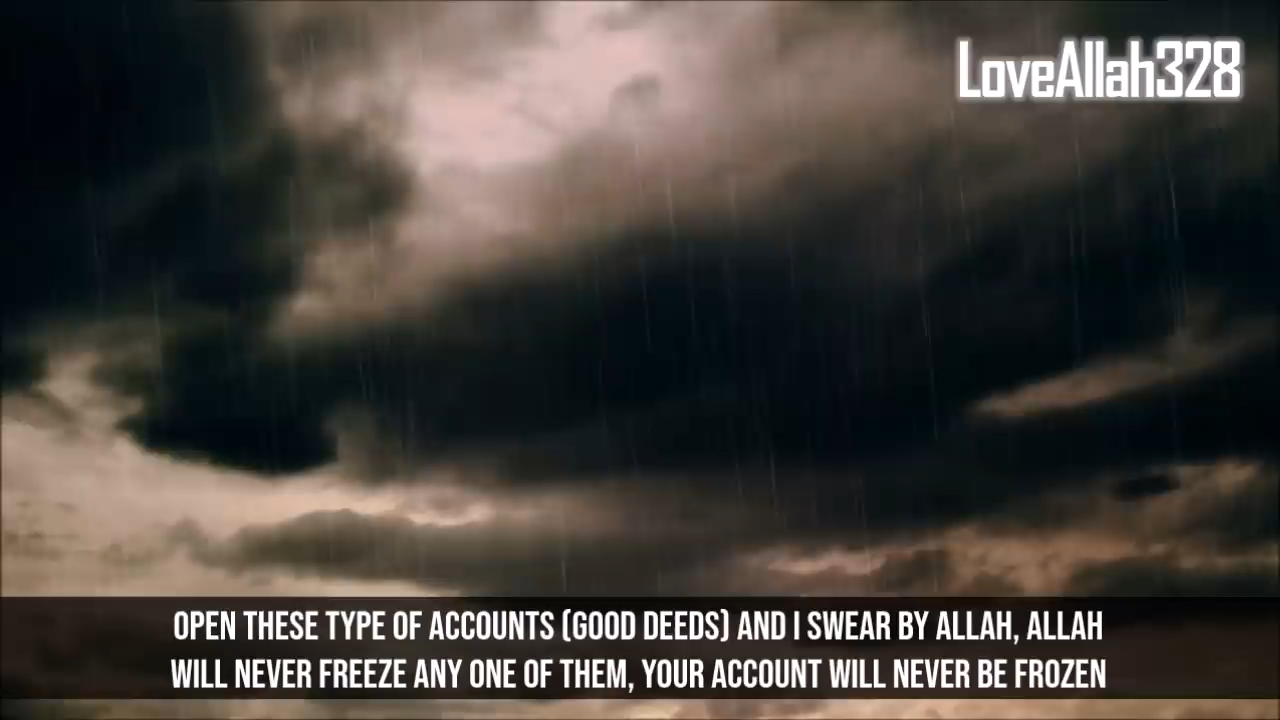 LoveAllah328
OPEN THESE TYPE OF ACCOUNTS (GOOD DEEDS) AND I SWEAR BY ALLAH, ALLAH
WILL NEVER FREEZE ANY ONE OF THEM, YOUR ACCOUNT WILL NEVER BE FROZEN